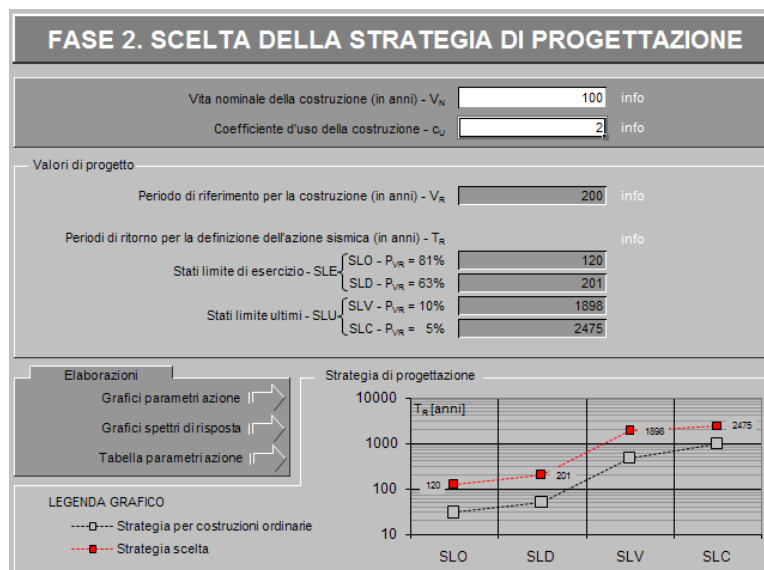 FASE 2. SCELTA DELLA STRATEGIA DI PROGETTAZIONE
Vita nominale della costruzione (in anni) - VN 100 info
Coefficiente d'uso della costruzione - cU 2 info
Valori di progetto
Periodo di riferimento per la costruzione (in anni) - VR 200 info
Periodi di ritorno per la definizione dell'azione sismica (in anni) - TR info
Stati limite di esercizio - SLE
SLO - PVR = 81% 120
SLD - PVR = 63% 201
Stati limite ultimi - SLU
SLV - PVR = 10% 1898
SLC - PVR = 5% 2475
Elaborazioni
Grafici parametri azione
Grafici spettri di risposta
Tabella parametri azione
LEGENDA GRAFICO
Strategia per costruzioni ordinarie
Strategia scelta
Strategia di progettazione
TR [anni]
10000
1000
100
10
120
201
1898
2475
SLO SLD SLV SLC